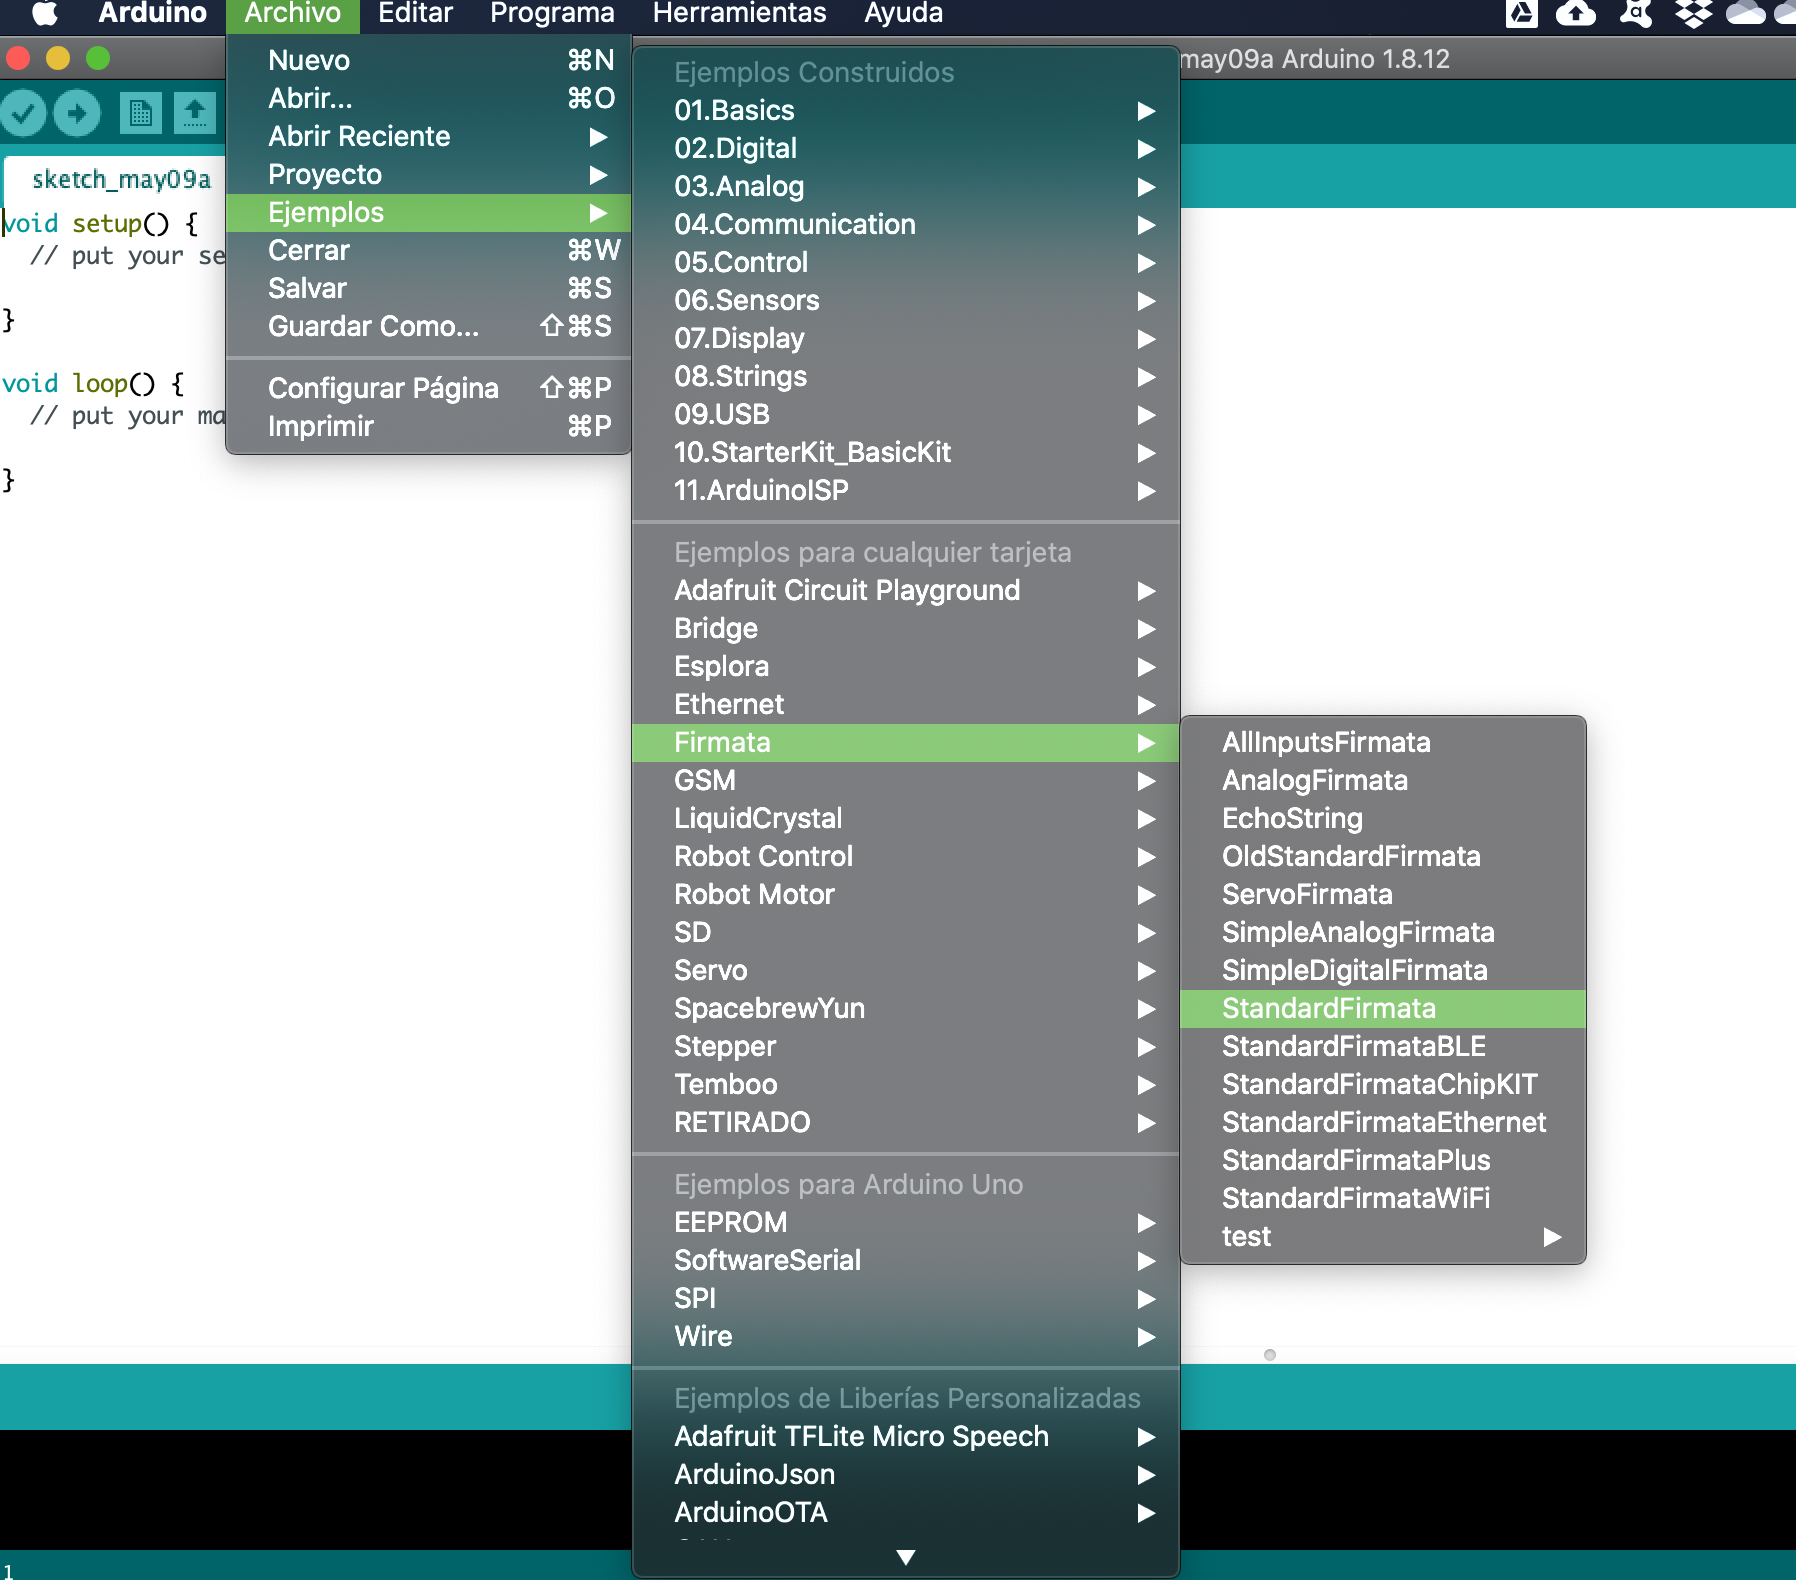 Arduino Archivo Editar Programa Herramientas Ayuda
may09a Arduino 1.8.12
sketch_may09a
void setup() {
// put your se
}
void loop() {
// put your ma
}
1
Nuevo ⌘N
Abrir... ⌘O
Abrir Reciente ▶
Proyecto ▶
Ejemplos ▶
Cerrar ⌘W
Salvar ⌘S
Guardar Como... ⇧⌘S
Configurar Página ⇧⌘P
Imprimir ⌘P
Ejemplos Construidos
01.Basics ▶
02.Digital ▶
03.Analog ▶
04.Communication ▶
05.Control ▶
06.Sensors ▶
07.Display ▶
08.Strings ▶
09.USB ▶
10.StarterKit_BasicKit ▶
11.ArduinoISP ▶
Ejemplos para cualquier tarjeta
Adafruit Circuit Playground ▶
Bridge ▶
Esplora ▶
Ethernet ▶
Firmata ▶
GSM ▶
LiquidCrystal ▶
Robot Control ▶
Robot Motor ▶
SD ▶
Servo ▶
SpacebrewYun ▶
Stepper ▶
Temboo ▶
RETIRADO ▶
Ejemplos para Arduino Uno
EEPROM ▶
SoftwareSerial ▶
SPI ▶
Wire ▶
Ejemplos de Liberías Personalizadas
Adafruit TFLite Micro Speech ▶
ArduinoJson ▶
ArduinoOTA ▶
AllInputsFirmata
AnalogFirmata
EchoString
OldStandardFirmata
ServoFirmata
SimpleAnalogFirmata
SimpleDigitalFirmata
StandardFirmata
StandardFirmataBLE
StandardFirmataChipKIT
StandardFirmataEthernet
StandardFirmataPlus
StandardFirmataWiFi
test ▶